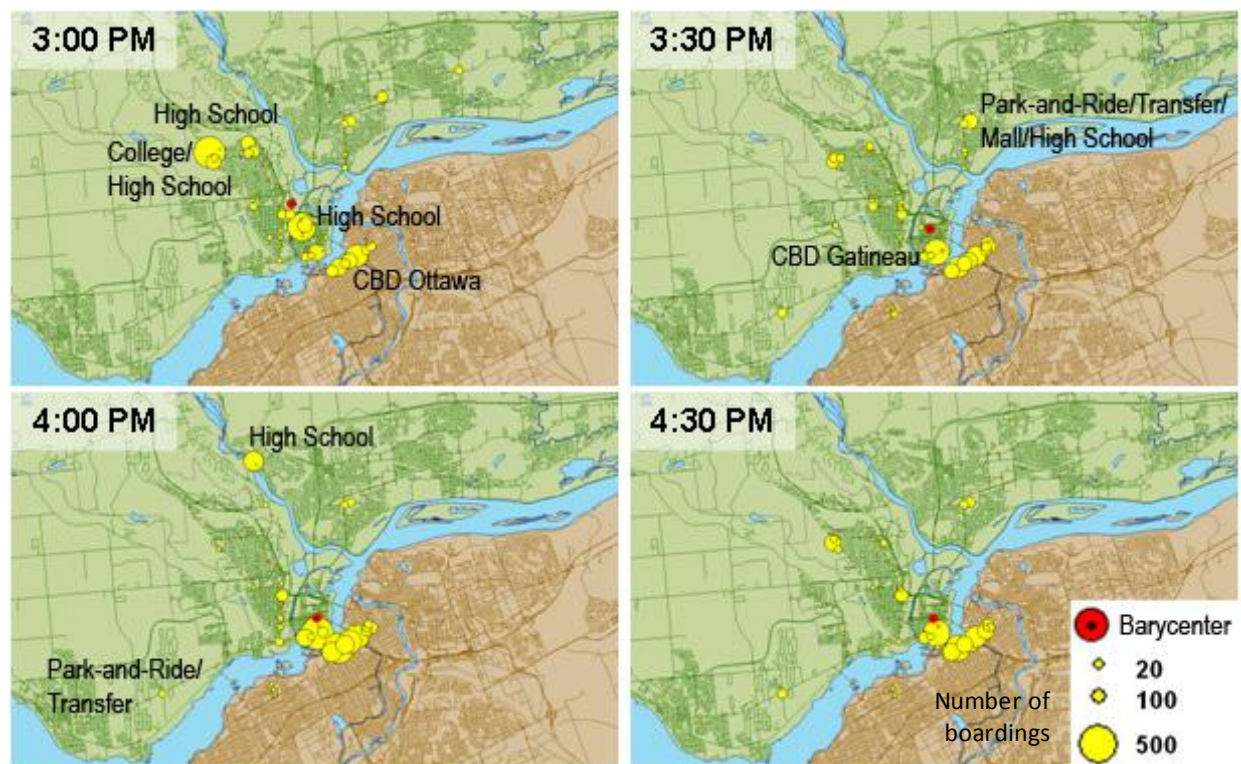 3:00 PM
High School
College/
High School
High School
CBD Ottawa
3:30 PM
Park-and-Ride/Transfer/
Mall/High School
CBD Gatineau
4:00 PM
High School
Park-and-Ride/
Transfer
4:30 PM
Barycenter
20
Number of
boardings
100
500